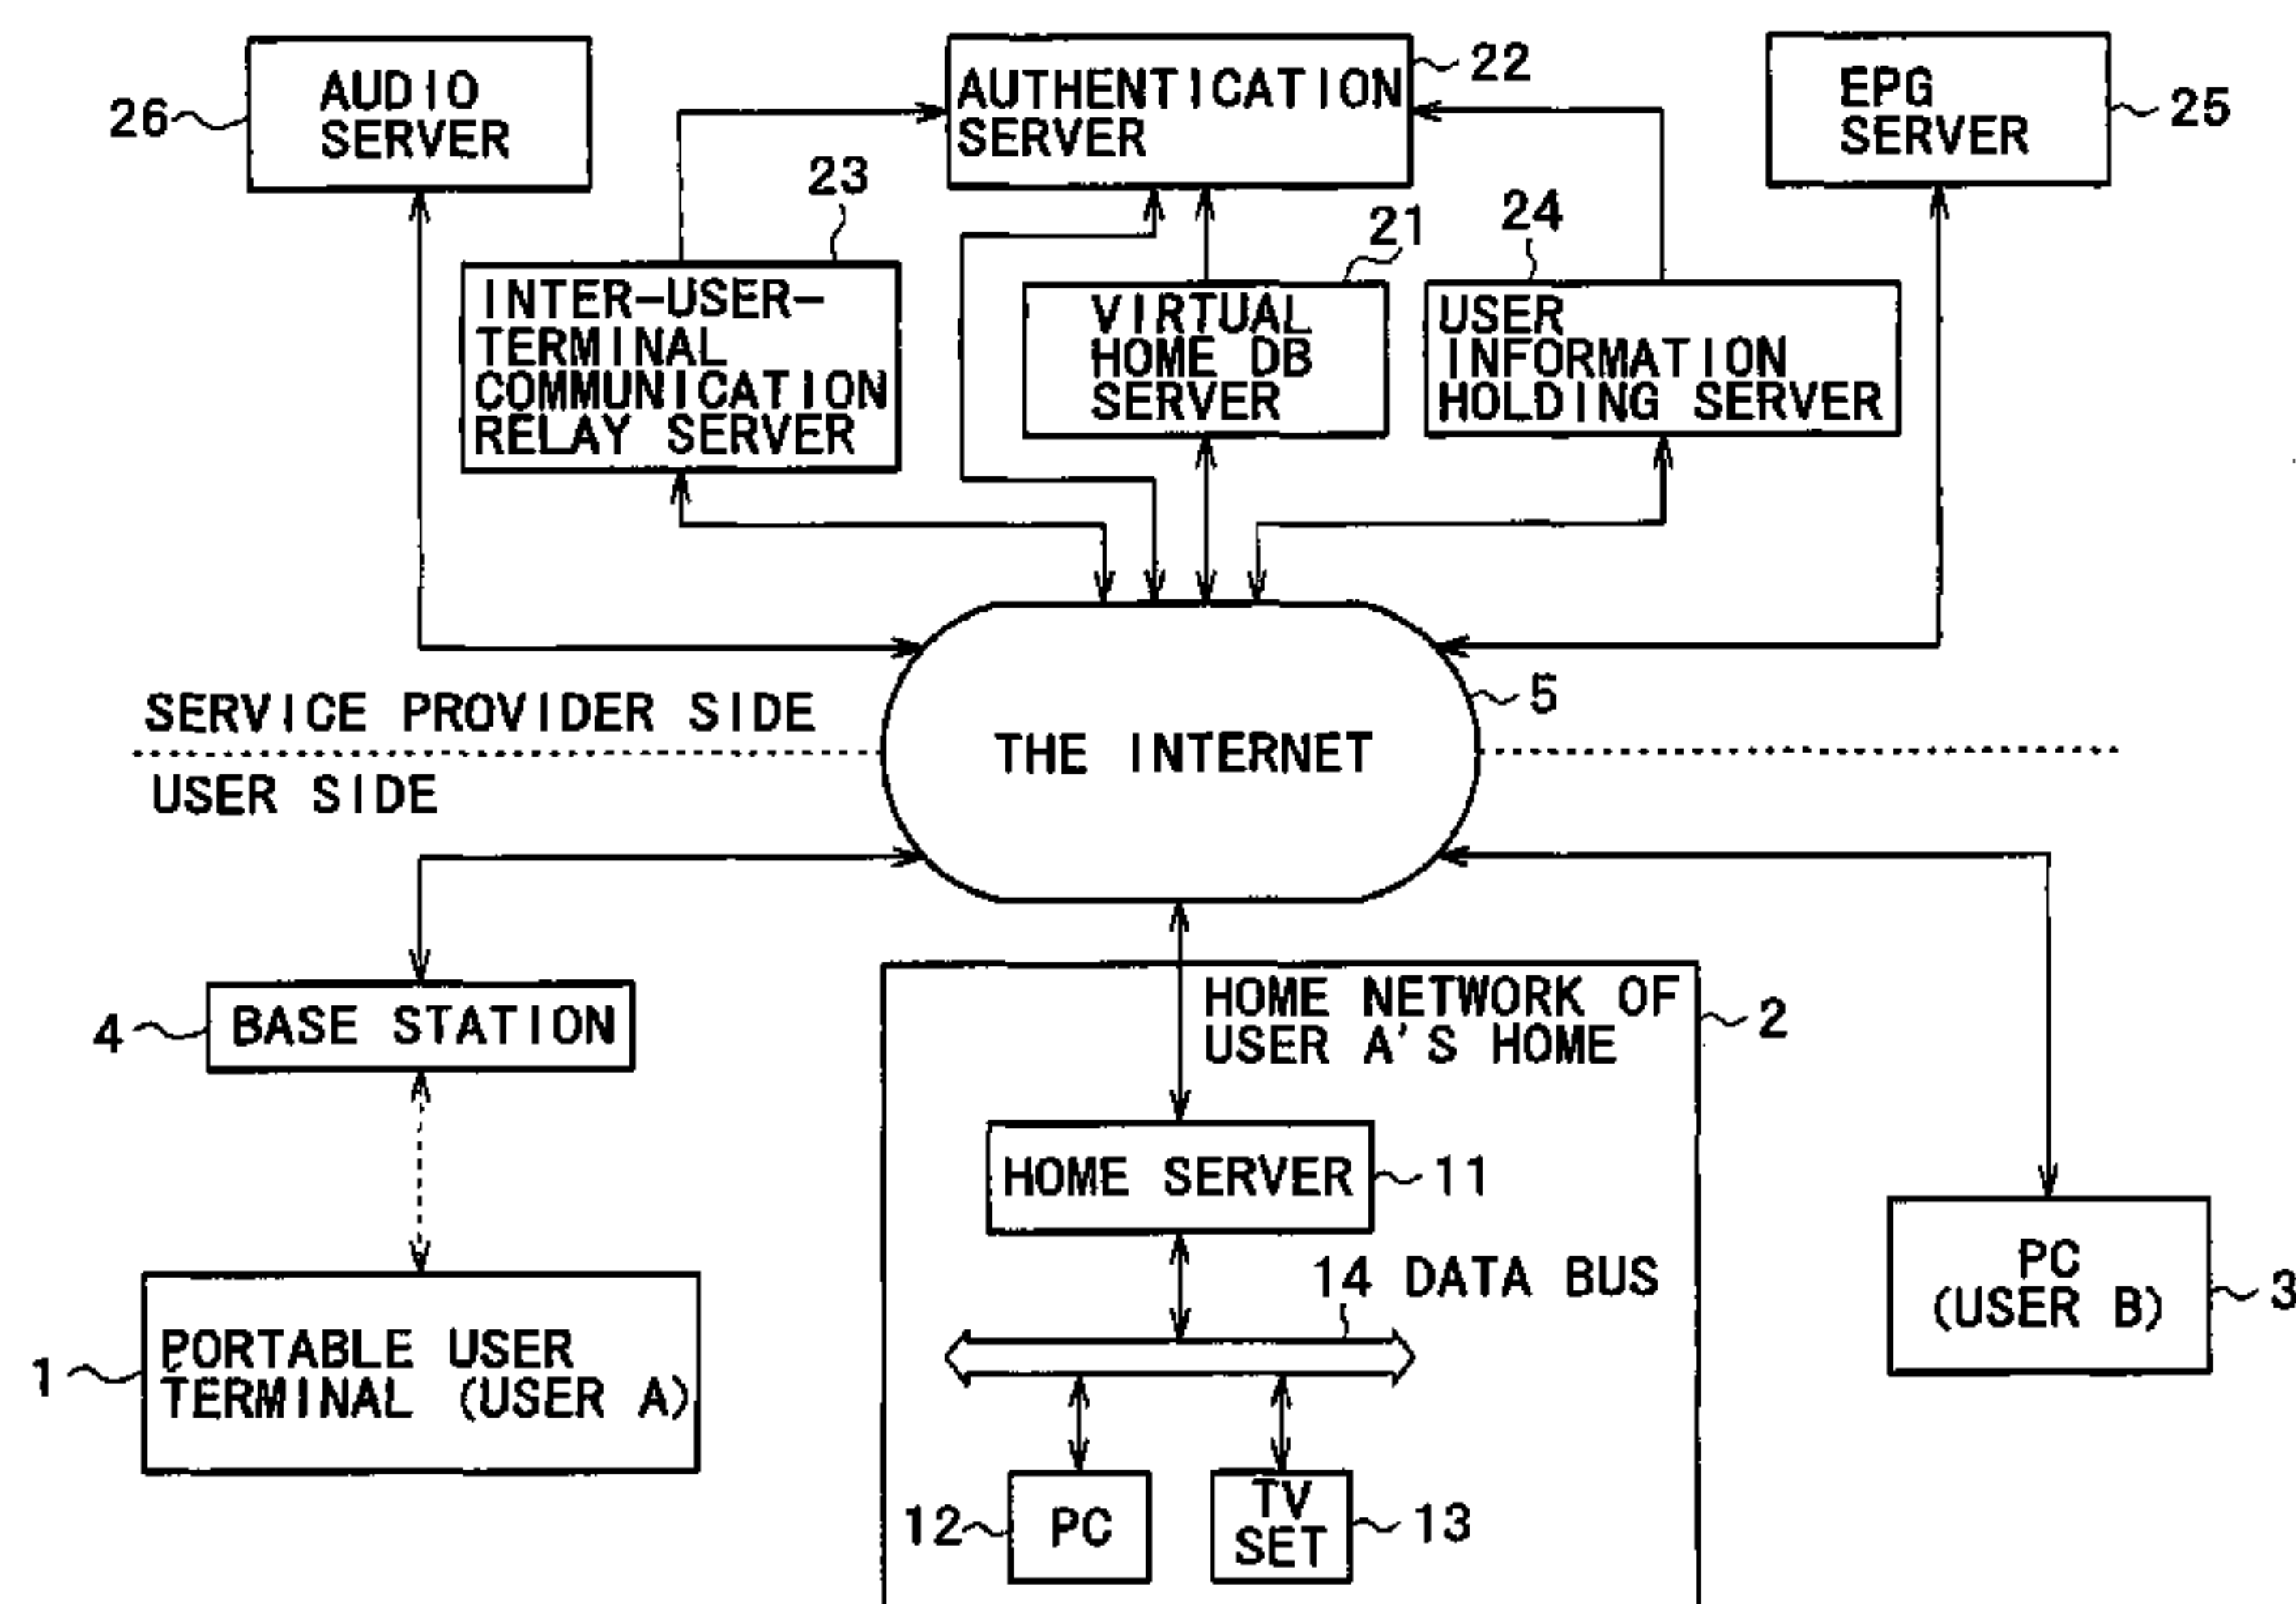 AUDIO
SERVER
26
AUTHENTICATION
SERVER
22
EPG
SERVER
25
23
INTER-USER-
TERMINAL
COMMUNICATION
RELAY SERVER
21
VIRTUAL
HOME DB
SERVER
24
USER
INFORMATION
HOLDING SERVER
SERVICE PROVIDER SIDE
USER SIDE
THE INTERNET
5
4
BASE STATION
HOME NETWORK OF
USER A'S HOME
2
HOME SERVER
11
14 DATA BUS
1
PORTABLE USER
TERMINAL (USER A)
PC
(USER B)
3
12
PC
TV
SET
13